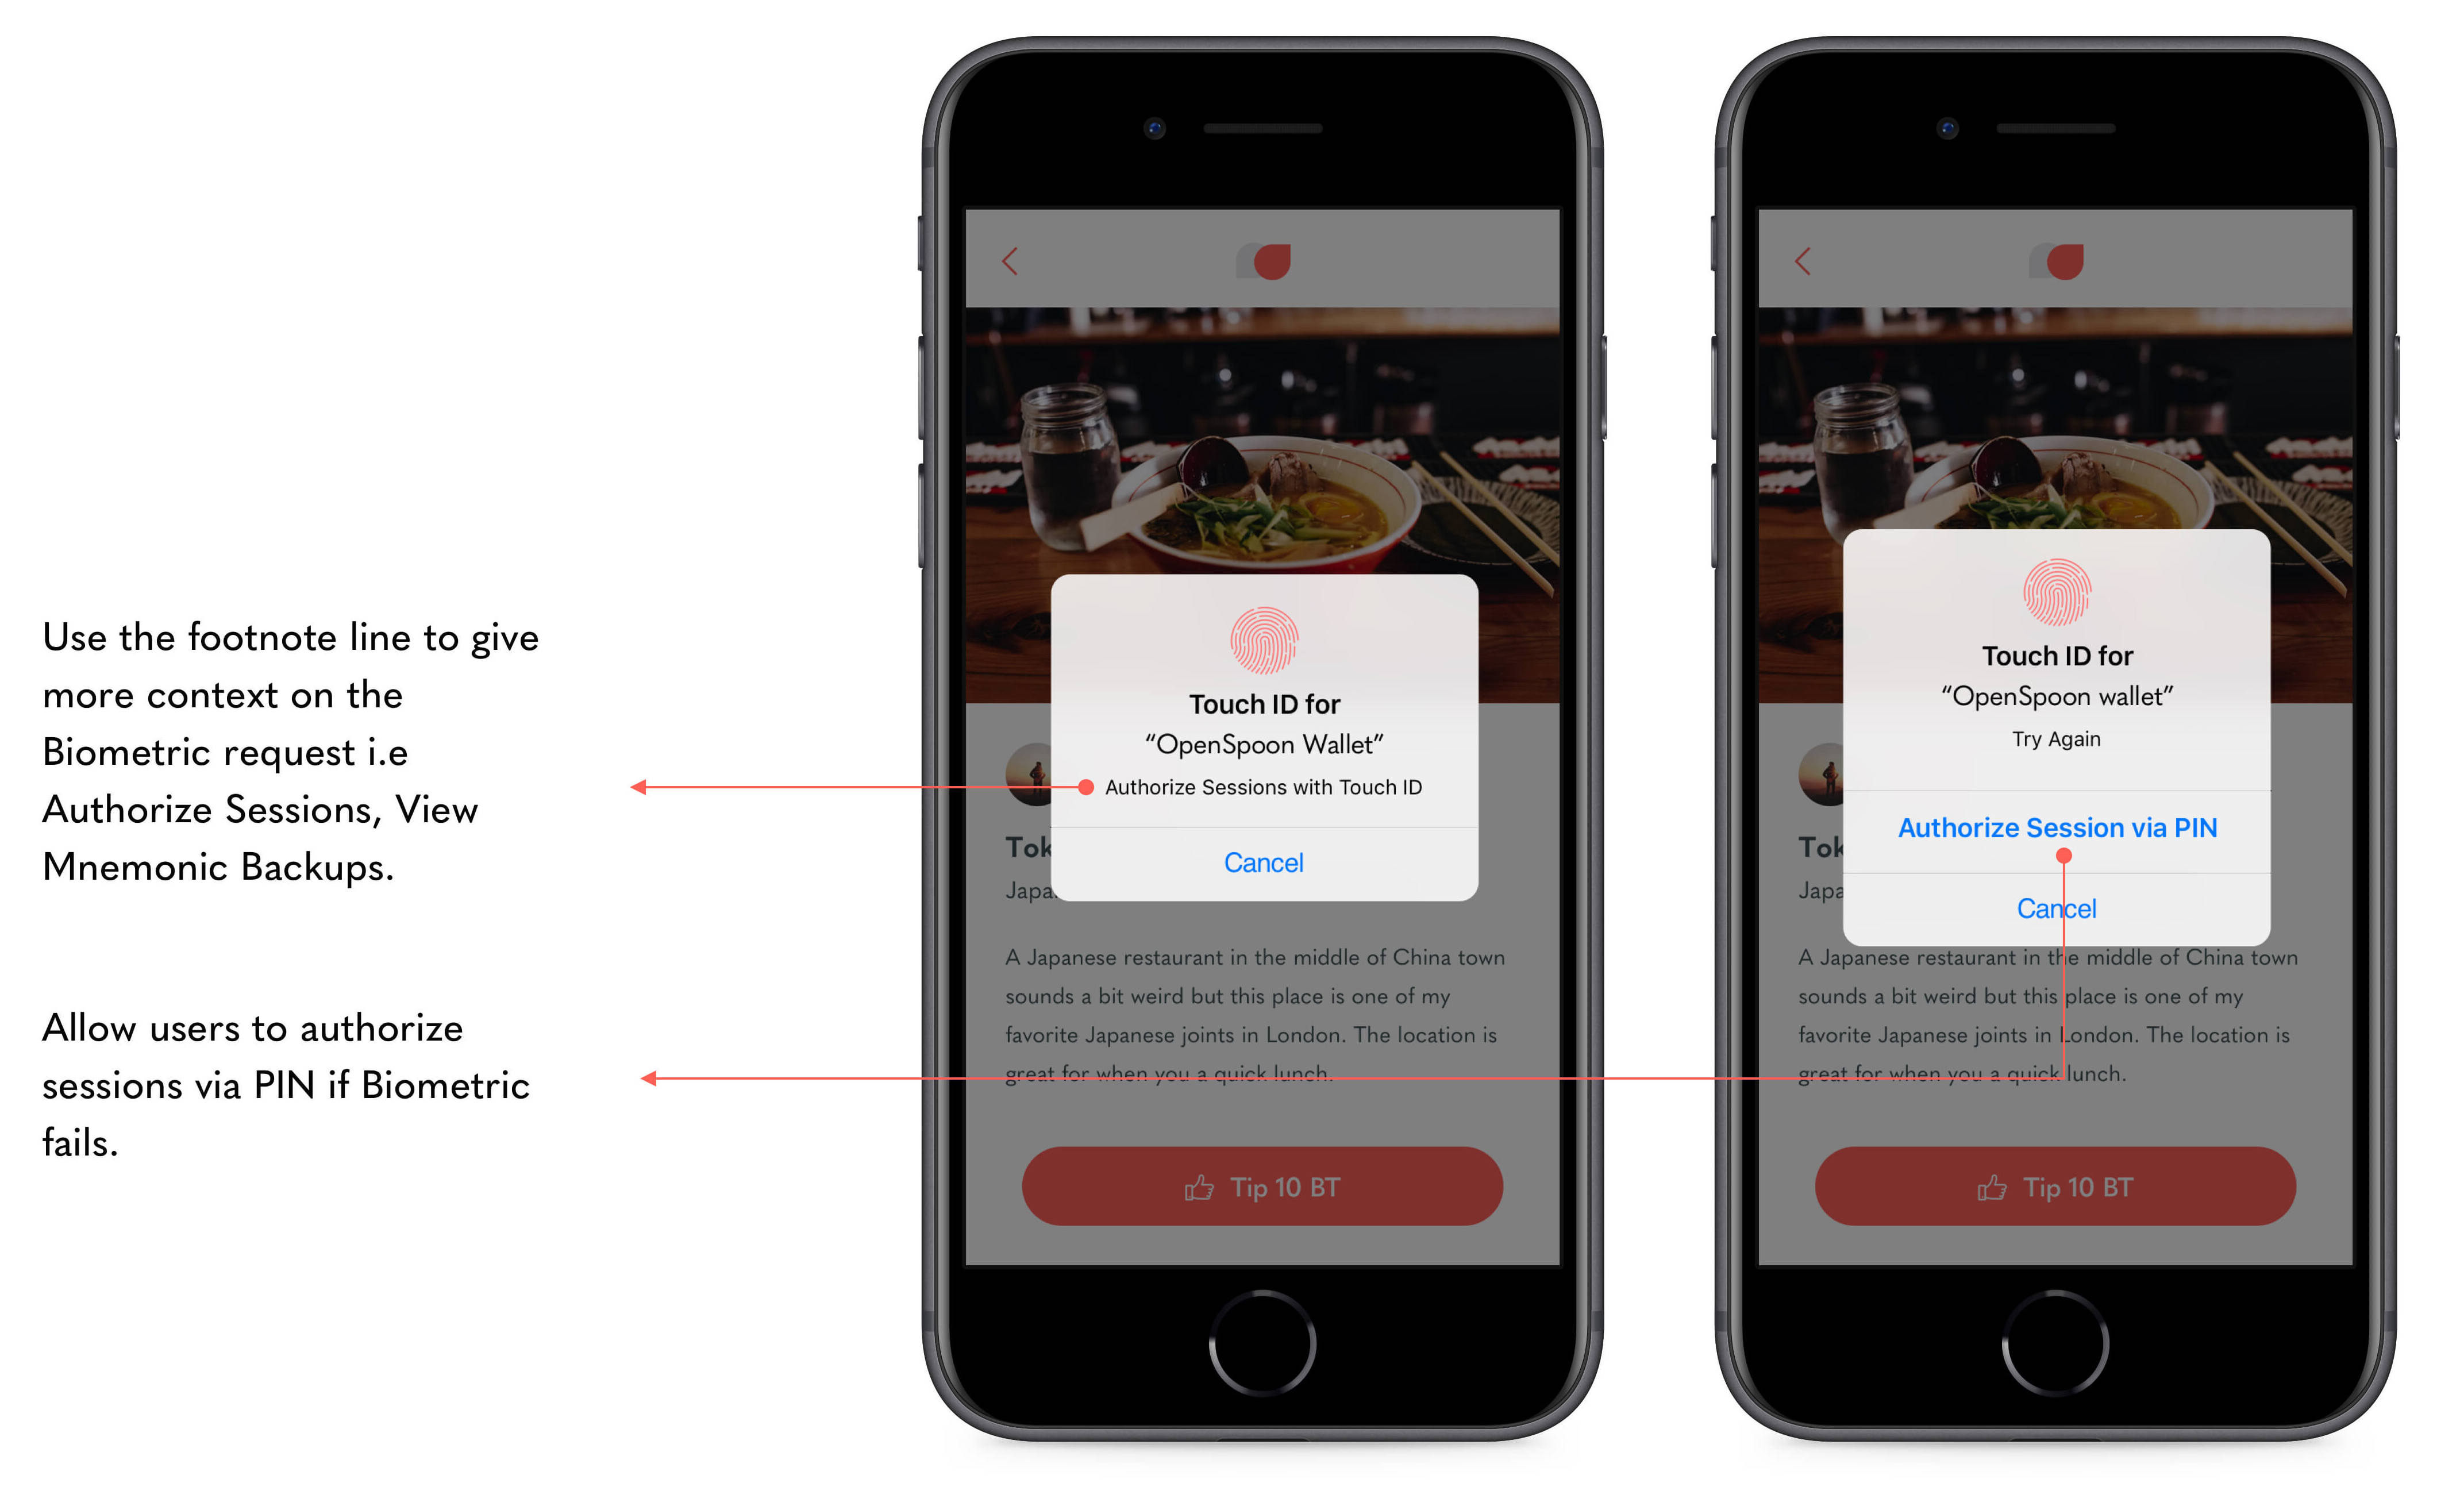 Use the footnote line to give
more context on the
Biometric request i.e
Authorize Sessions, View
Mnemonic Backups.
Allow users to authorize
sessions via PIN if Biometric
fails.
Touch ID for
“OpenSpoon Wallet”
Authorize Sessions with Touch ID
Cancel
Tok
Japa
A Japanese restaurant in the middle of China town
sounds a bit weird but this place is one of my
favorite Japanese joints in London. The location is
great for when you a quick lunch.
Tip 10 BT
Touch ID for
“OpenSpoon wallet”
Try Again
Authorize Session via PIN
Cancel
Tok
Japa
A Japanese restaurant in the middle of China town
sounds a bit weird but this place is one of my
favorite Japanese joints in London. The location is
great for when you a quick lunch.
Tip 10 BT